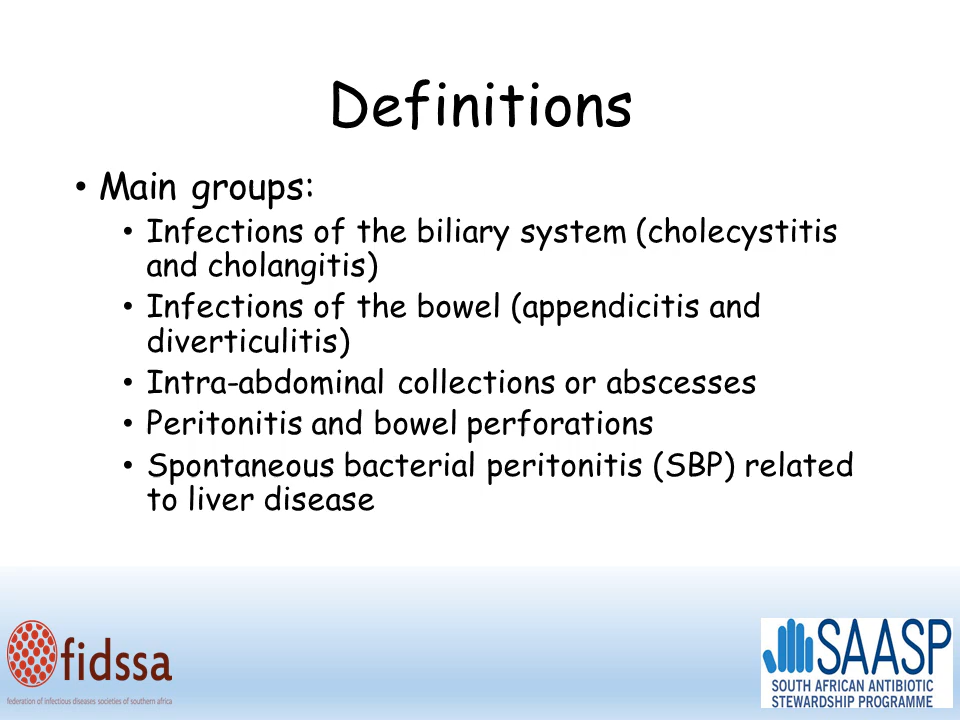 Definitions
• Main groups:
• Infections of the biliary system (cholecystitis
and cholangitis)
• Infections of the bowel (appendicitis and
diverticulitis)
• Intra-abdominal collections or abscesses
• Peritonitis and bowel perforations
• Spontaneous bacterial peritonitis (SBP) related
to liver disease
fidssa
federation of infectious diseases societies of southern africa
SAASP
SOUTH AFRICAN ANTIBIOTIC
STEWARDSHIP PROGRAMME